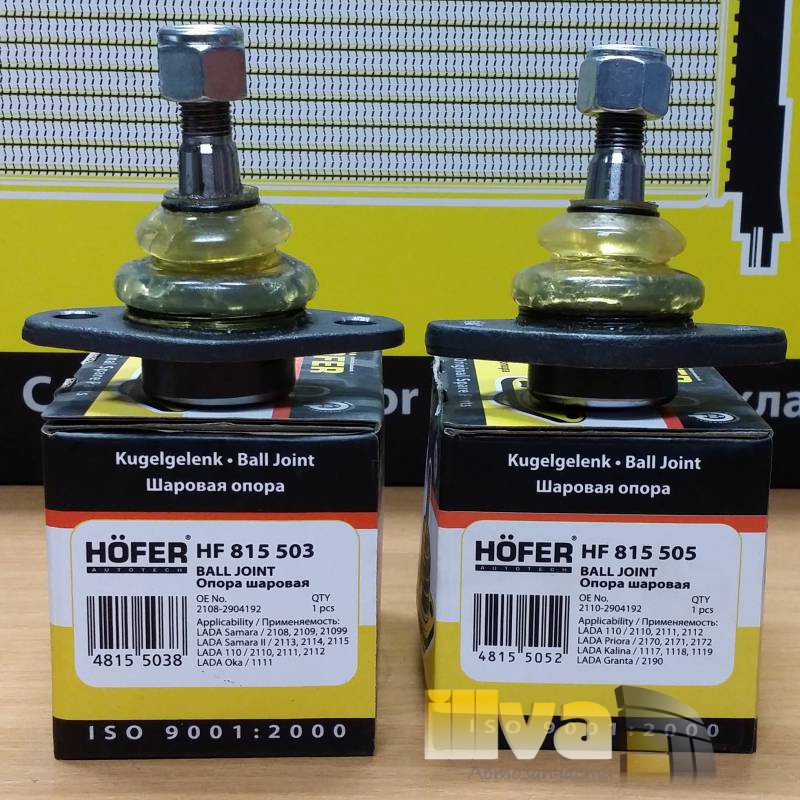 Kugelgelenk • Ball Joint
Шаровая опора
HÖFER®
AUTOTECH
HF 815 503
BALL JOINT
Опора шаровая
OE No. QTY
2108-2904192 1 pcs
Applicability / Применяемость:
LADA Samara / 2108, 2109, 21099
LADA Samara II / 2113, 2114, 2115
LADA 110 / 2110, 2111, 2112
LADA Oka / 1111
4815 5038
ISO 9001:2000
Kugelgelenk • Ball Joint
Шаровая опора
HÖFER®
AUTOTECH
HF 815 505
BALL JOINT
Опора шаровая
OE No. QTY
2110-2904192 1 pcs
Applicability / Применяемость:
LADA 110 / 2110, 2111, 2112
LADA Priora / 2170, 2171, 2172
LADA Kalina / 1117, 1118, 1119
LADA Granta / 2190
4815 5052
ISO 9001:2000
illva
Автозапчасти